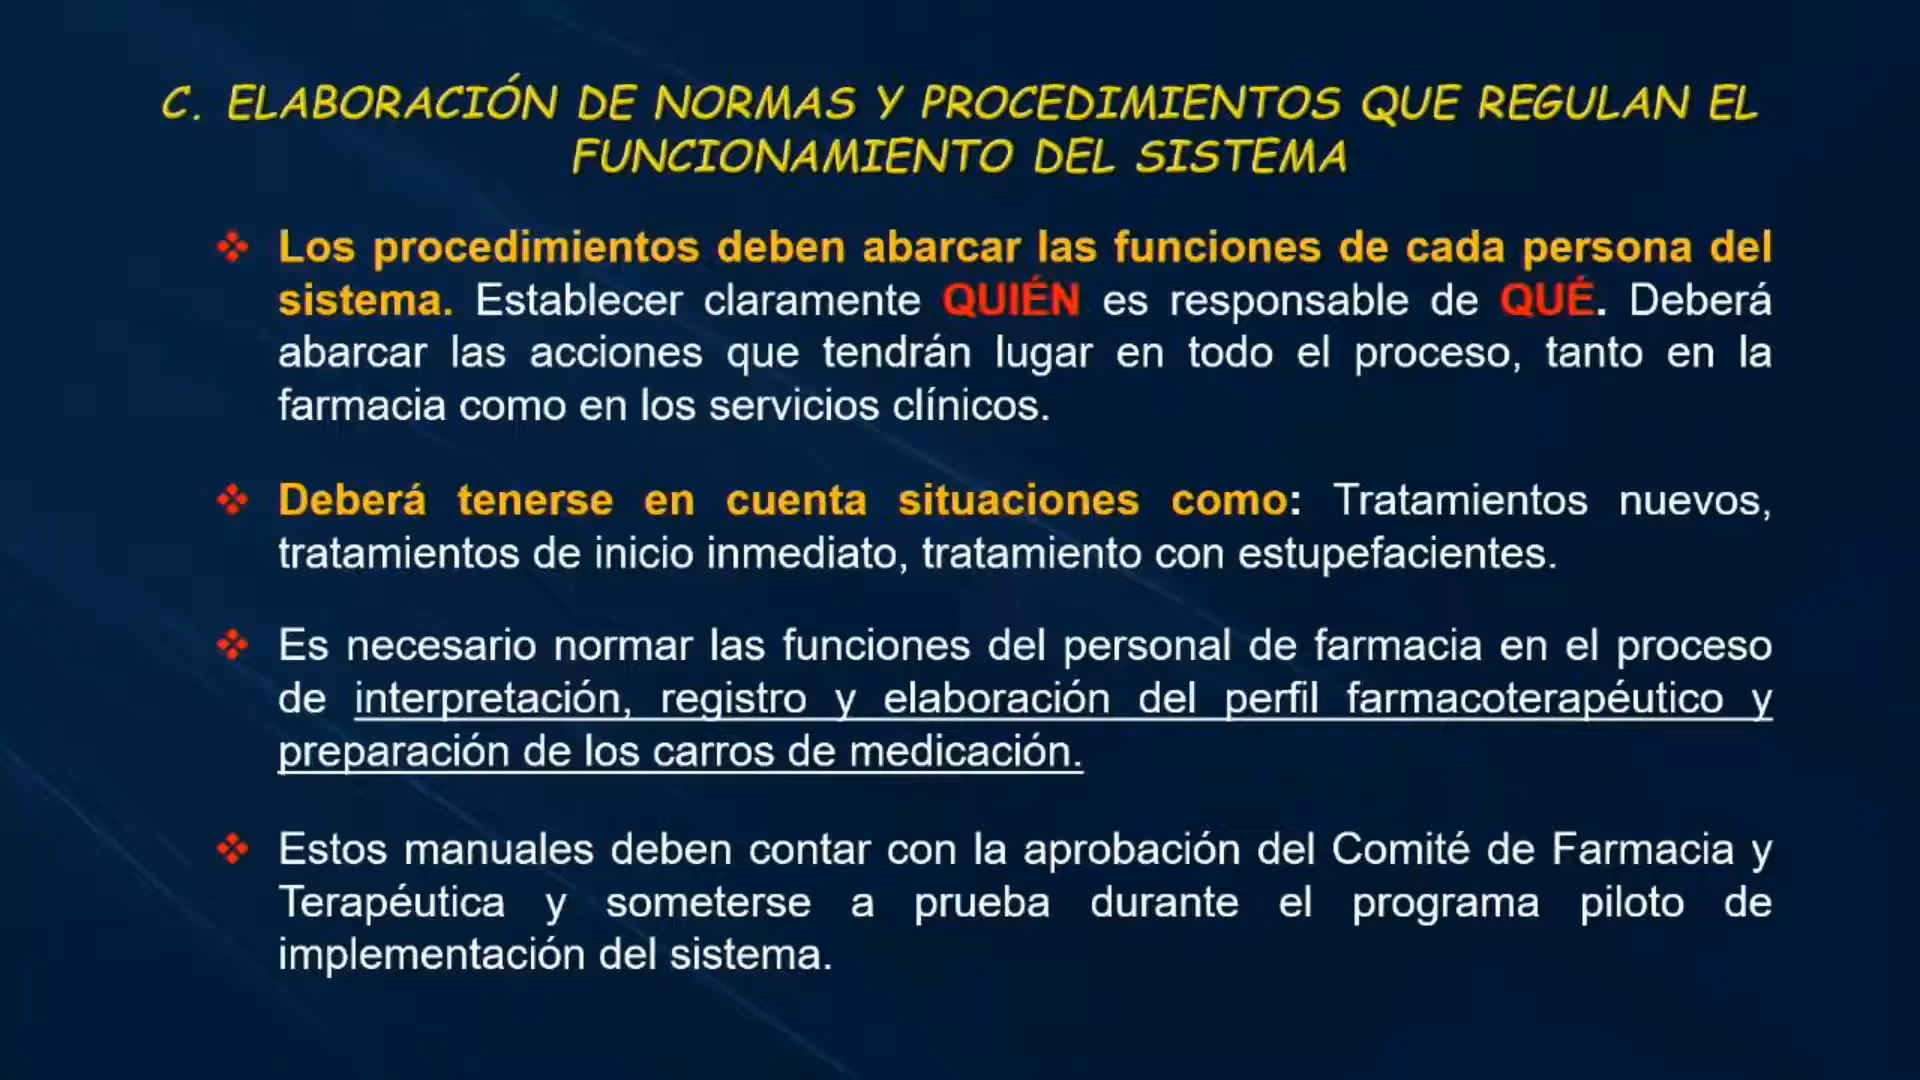 C. ELABORACIÓN DE NORMAS Y PROCEDIMIENTOS QUE REGULAN EL
FUNCIONAMIENTO DEL SISTEMA
Los procedimientos deben abarcar las funciones de cada persona del
sistema. Establecer claramente QUIÉN es responsable de QUÉ. Deberá
abarcar las acciones que tendrán lugar en todo el proceso, tanto en la
farmacia como en los servicios clínicos.
Deberá tenerse en cuenta situaciones como: Tratamientos nuevos,
tratamientos de inicio inmediato, tratamiento con estupefacientes.
Es necesario normar las funciones del personal de farmacia en el proceso
de interpretación, registro y elaboración del perfil farmacoterapéutico y
preparación de los carros de medicación.
Estos manuales deben contar con la aprobación del Comité de Farmacia y
Terapéutica y someterse a prueba durante el programa piloto de
implementación del sistema.